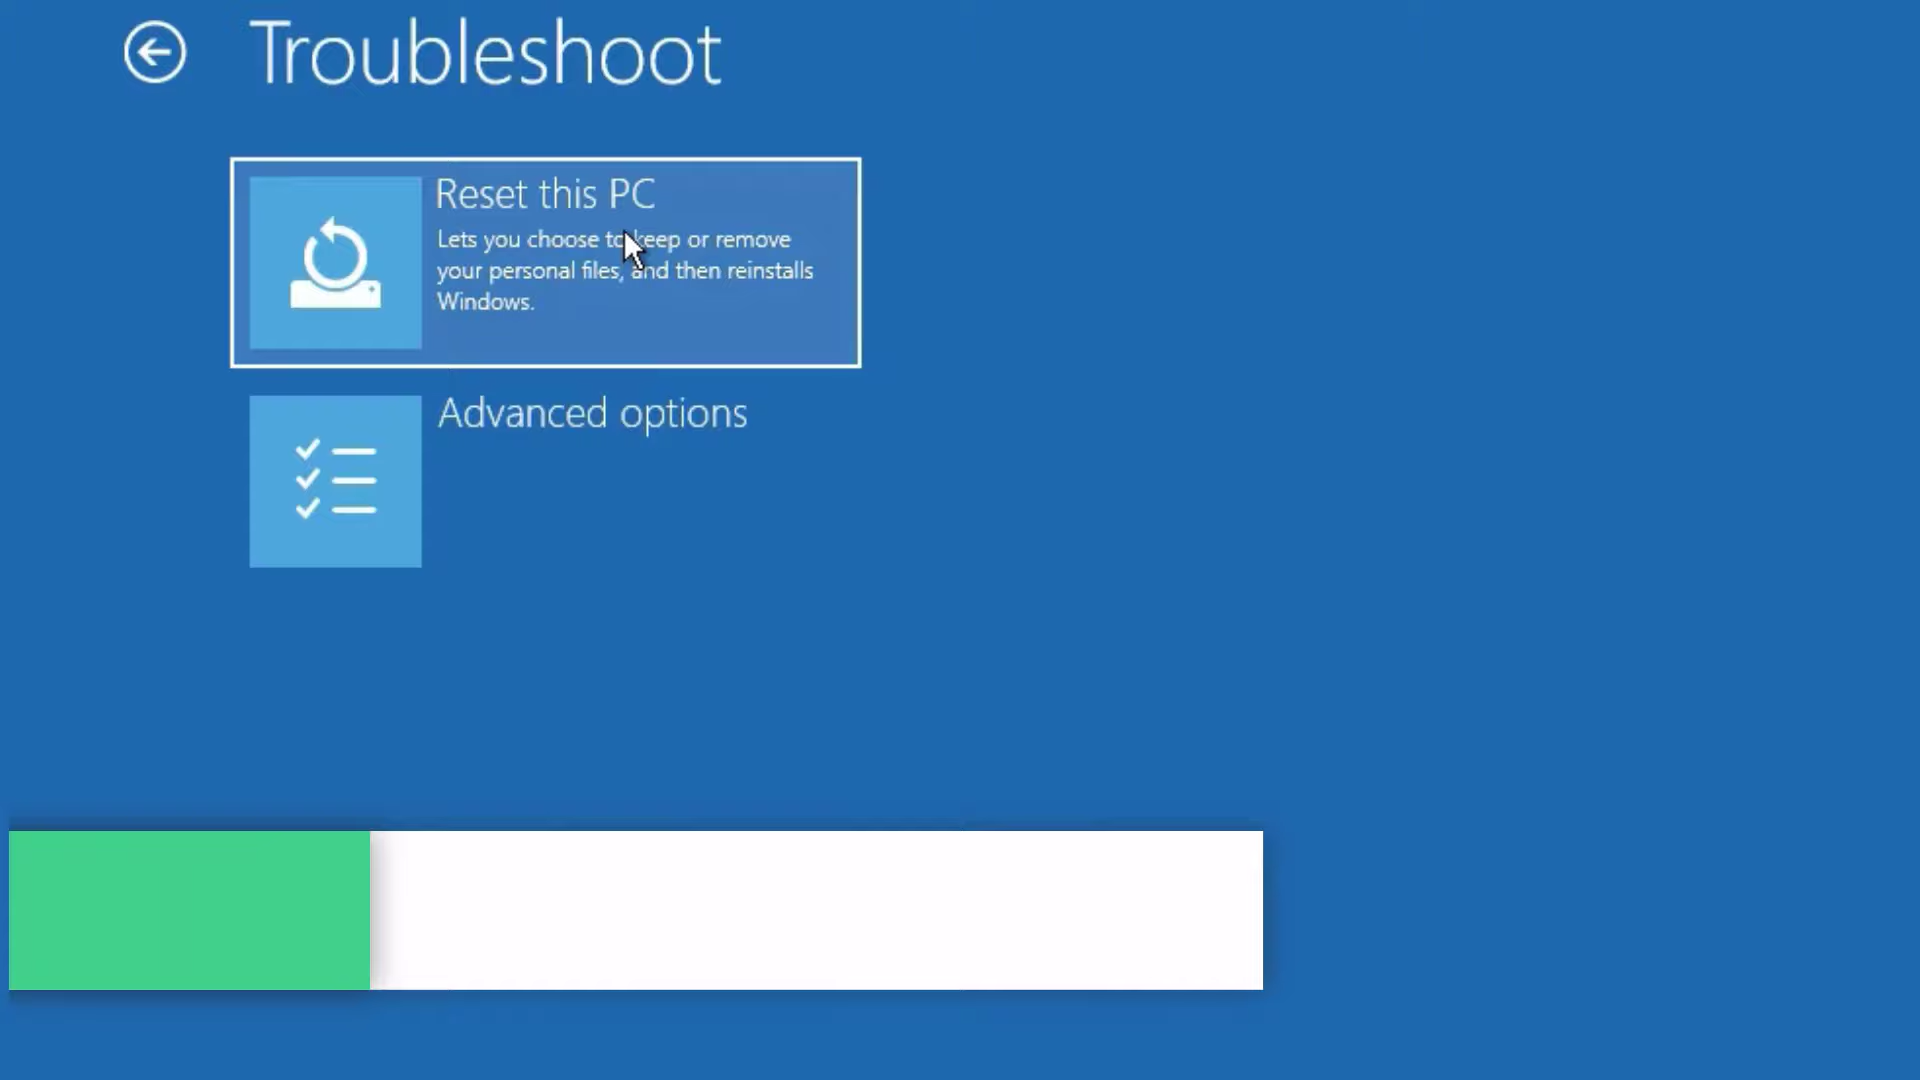 Troubleshoot
Reset this PC
Lets you choose to keep or remove
your personal files, and then reinstalls
Windows.
Advanced options